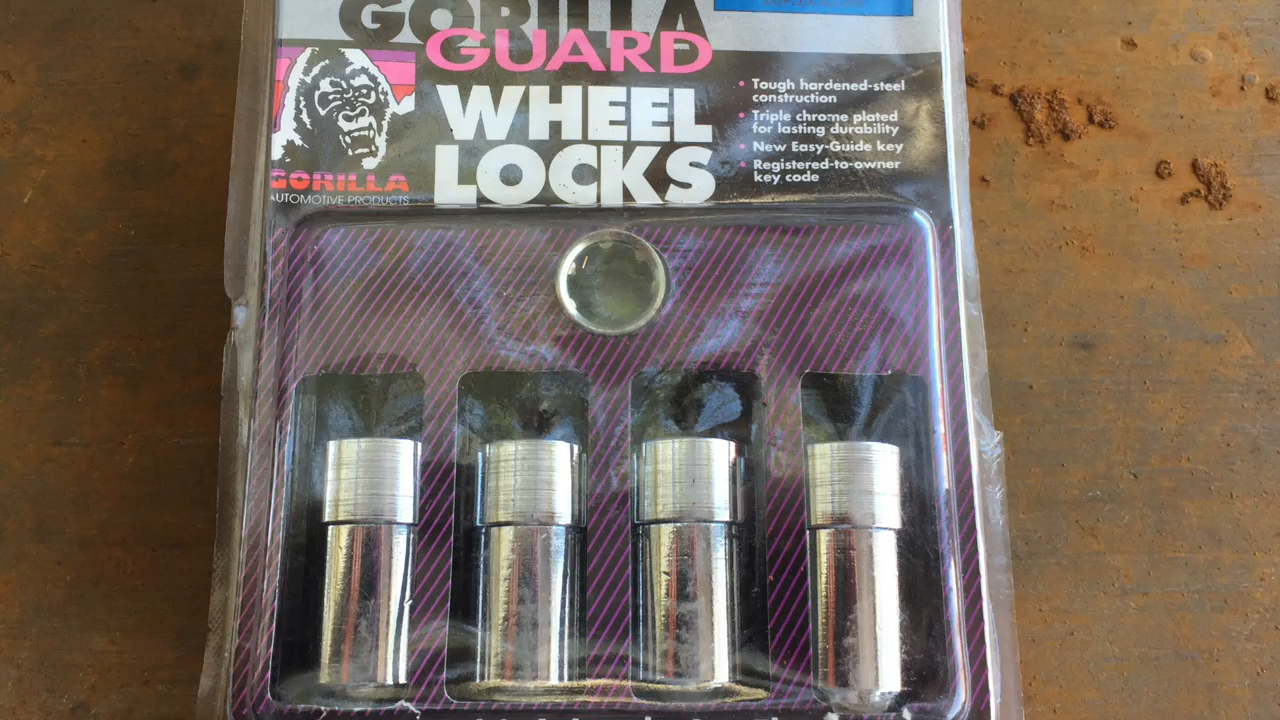 GORILLA
GUARD
WHEEL
LOCKS
GORILLA
AUTOMOTIVE PRODUCTS
• Tough hardened-steel
construction
• Triple chrome plated
for lasting durability
• New Easy-Guide key
• Registered-to-owner
key code